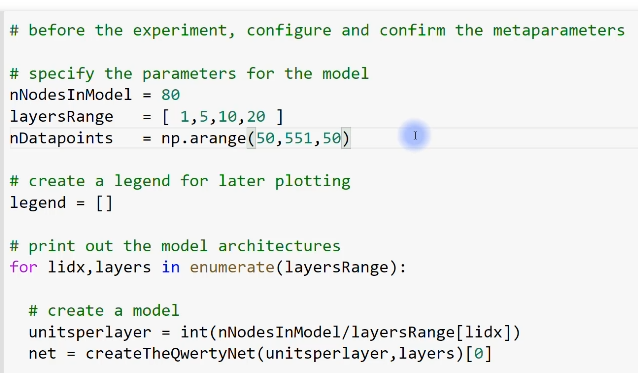 # before the experiment, configure and confirm the metaparameters
# specify the parameters for the model
nNodesInModel = 80
layersRange   = [ 1,5,10,20 ]
nDatapoints   = np.arange(50,551,50)
# create a legend for later plotting
legend = []
# print out the model architectures
for lidx,layers in enumerate(layersRange):
  # create a model
  unitsperlayer = int(nNodesInModel/layersRange[lidx])
  net = createTheQwertyNet(unitsperlayer,layers)[0]